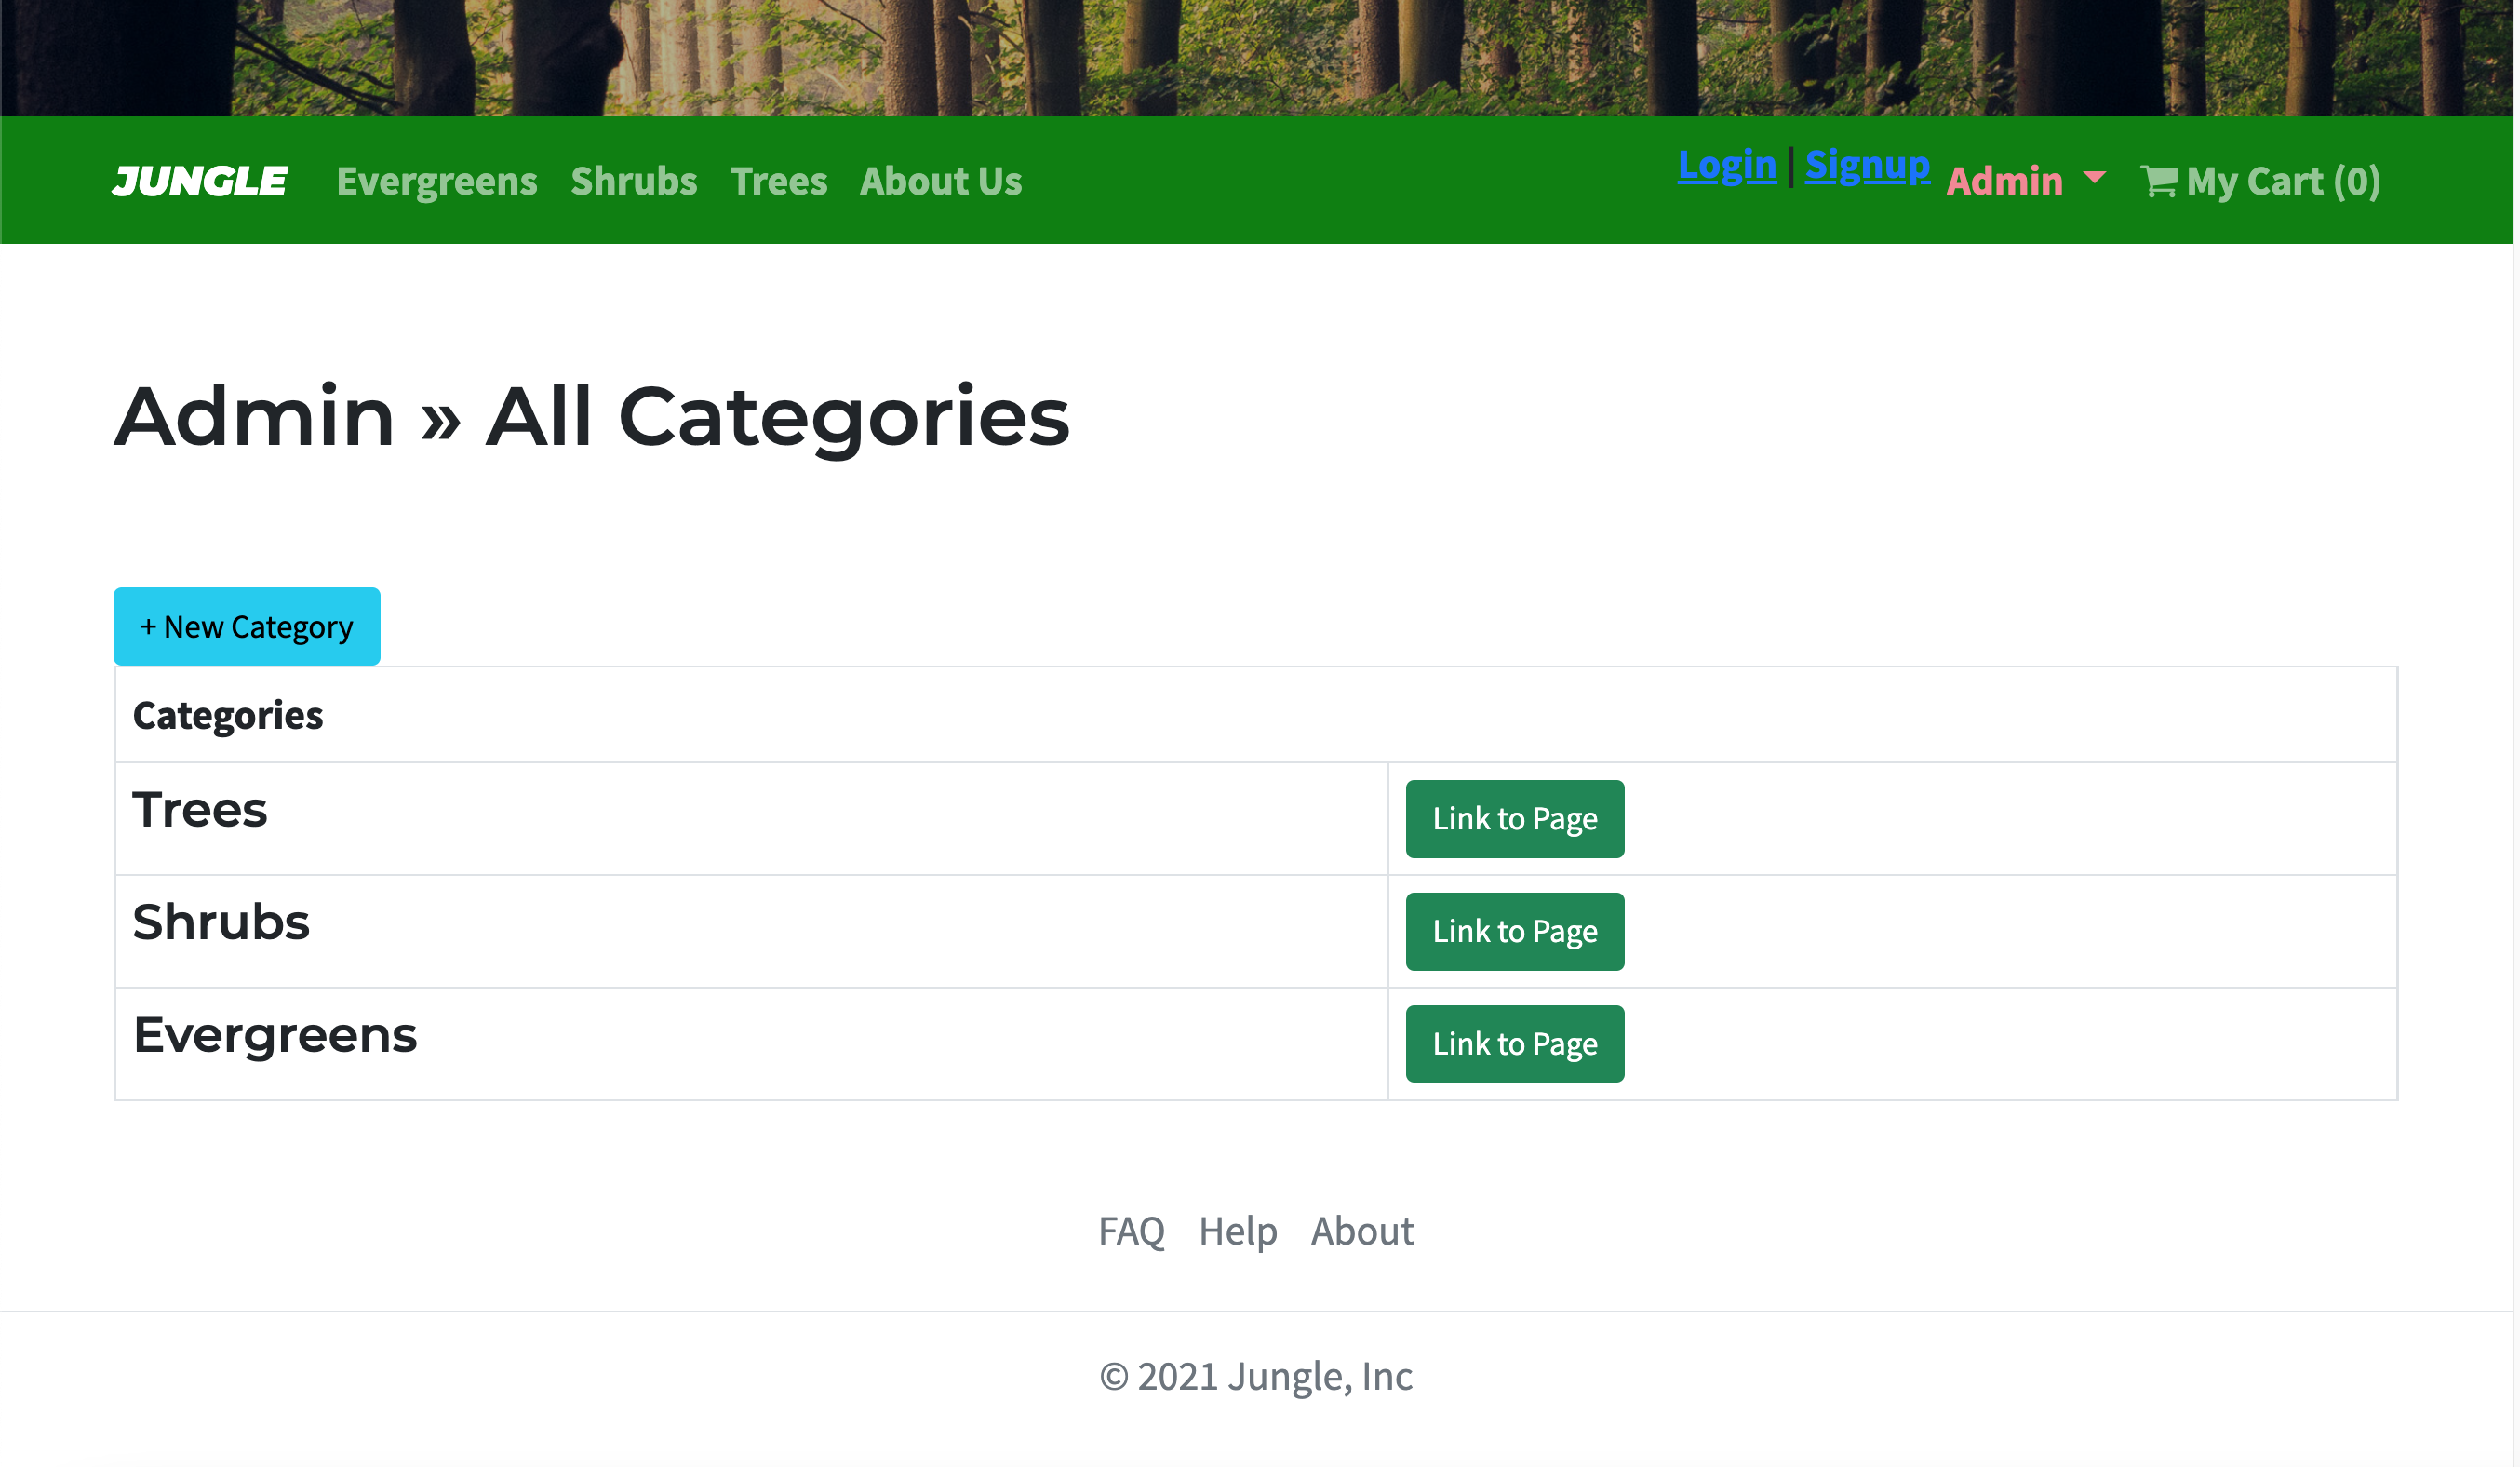 JUNGLE Evergreens Shrubs Trees About Us Login | Signup Admin My Cart (0)
Admin » All Categories
+ New Category
Categories
Trees Link to Page
Shrubs Link to Page
Evergreens Link to Page
FAQ Help About
© 2021 Jungle, Inc